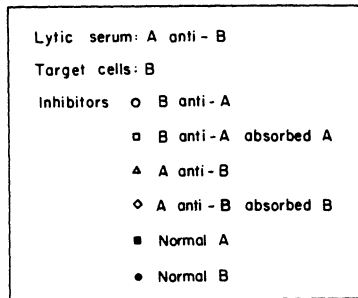 Lytic serum: A anti-B
Target cells: B
Inhibitors ○ B anti-A
□ B anti-A absorbed A
△ A anti-B
◇ A anti-B absorbed B
■ Normal A
● Normal B